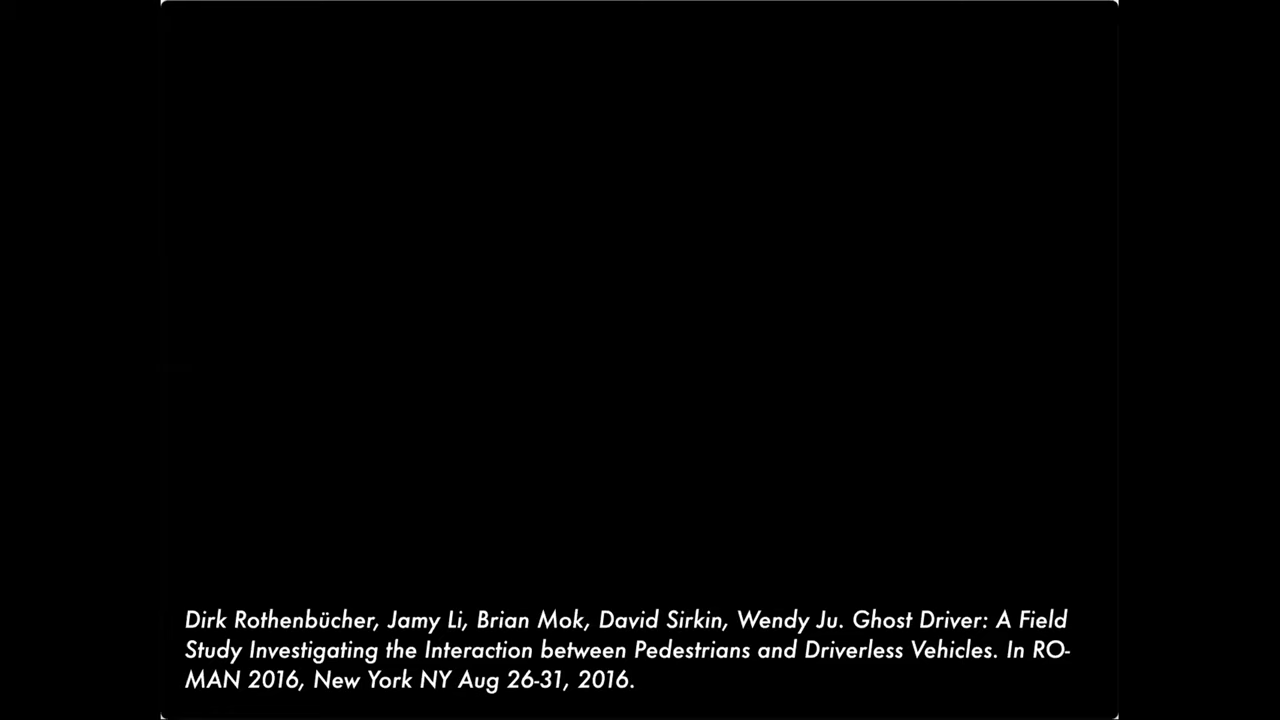 Dirk Rothenbücher, Jamy Li, Brian Mok, David Sirkin, Wendy Ju. Ghost Driver: A Field
Study Investigating the Interaction between Pedestrians and Driverless Vehicles. In RO-
MAN 2016, New York NY Aug 26-31, 2016.